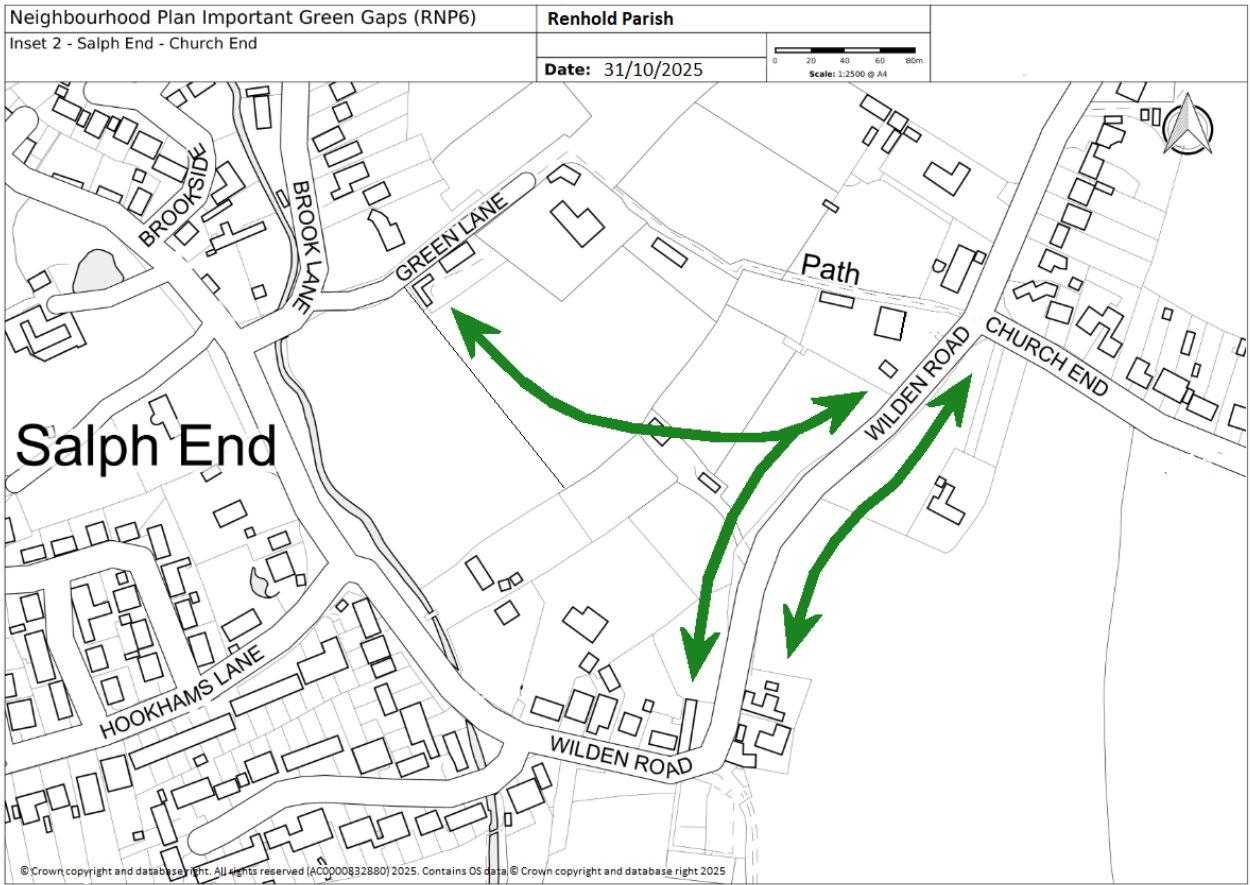 Neighbourhood Plan Important Green Gaps (RNP6)
Renhold Parish
Inset 2 - Salph End - Church End
Date: 31/10/2025
0 20 40 60 80m
Scale: 1:2500 @ A4
BROOKSIDE
BROOK LANE
GREEN LANE
Path
WILDEN ROAD
CHURCH END
Salph End
HOOKHAMS LANE
WILDEN ROAD
© Crown copyright and database right. All rights reserved (AC0000832880) 2025. Contains OS data © Crown copyright and database right 2025